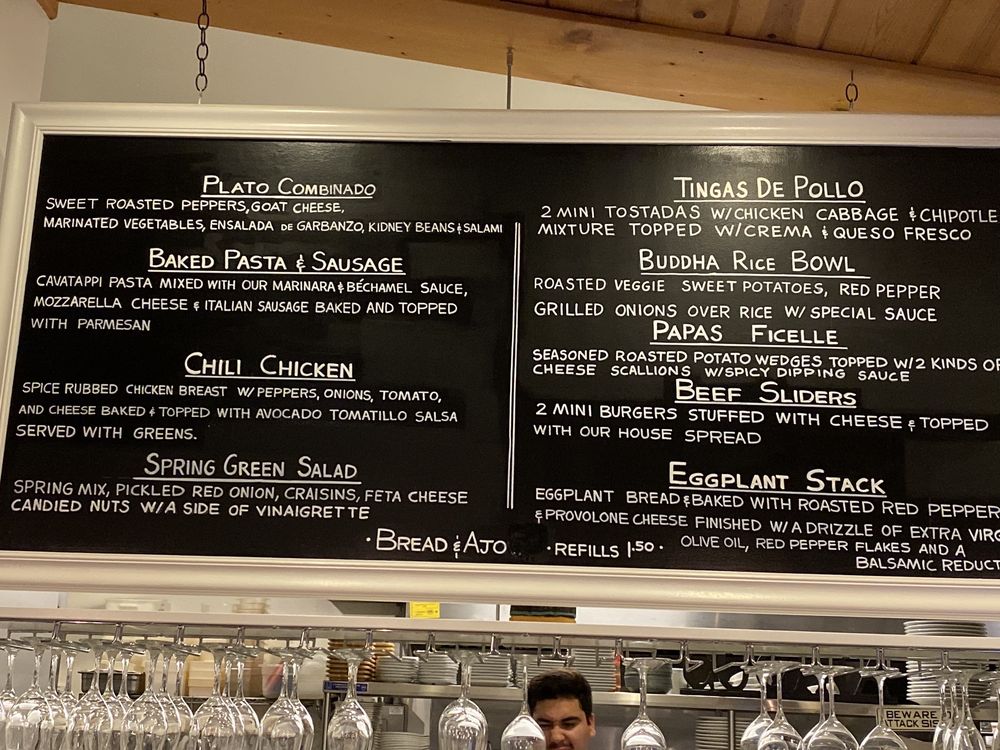 PLATO COMBINADO
SWEET ROASTED PEPPERS, GOAT CHEESE,
MARINATED VEGETABLES, ENSALADA DE GARBANZO, KIDNEY BEANS & SALAMI
BAKED PASTA & SAUSAGE
CAVATAPPI PASTA MIXED WITH OUR MARINARA & BÉCHAMEL SAUCE,
MOZZARELLA CHEESE & ITALIAN SAUSAGE BAKED AND TOPPED
WITH PARMESAN
CHILI CHICKEN
SPICE RUBBED CHICKEN BREAST W/PEPPERS, ONIONS, TOMATO,
AND CHEESE BAKED & TOPPED WITH AVOCADO TOMATILLO SALSA
SERVED WITH GREENS.
SPRING GREEN SALAD
SPRING MIX, PICKLED RED ONION, CRAISINS, FETA CHEESE
CANDIED NUTS W/A SIDE OF VINAIGRETTE
• BREAD & AJO
TINGAS DE POLLO
2 MINI TOSTADAS W/CHICKEN CABBAGE & CHIPOTLE
MIXTURE TOPPED W/CREMA & QUESO FRESCO
BUDDHA RICE BOWL
ROASTED VEGGIE SWEET POTATOES, RED PEPPER
GRILLED ONIONS OVER RICE W/ SPECIAL SAUCE
PAPAS FICELLE
SEASONED ROASTED POTATO WEDGES TOPPED W/2 KINDS OF
CHEESE SCALLIONS W/SPICY DIPPING SAUCE
BEEF SLIDERS
2 MINI BURGERS STUFFED WITH CHEESE & TOPPED
WITH OUR HOUSE SPREAD
EGGPLANT STACK
EGGPLANT BREAD & BAKED WITH ROASTED RED PEPPER
& PROVOLONE CHEESE FINISHED W/A DRIZZLE OF EXTRA VIRG
OLIVE OIL, RED PEPPER FLAKES AND A
BALSAMIC REDUCT
• REFILLS 1.50 •
BEWARE
ATTACK SIS